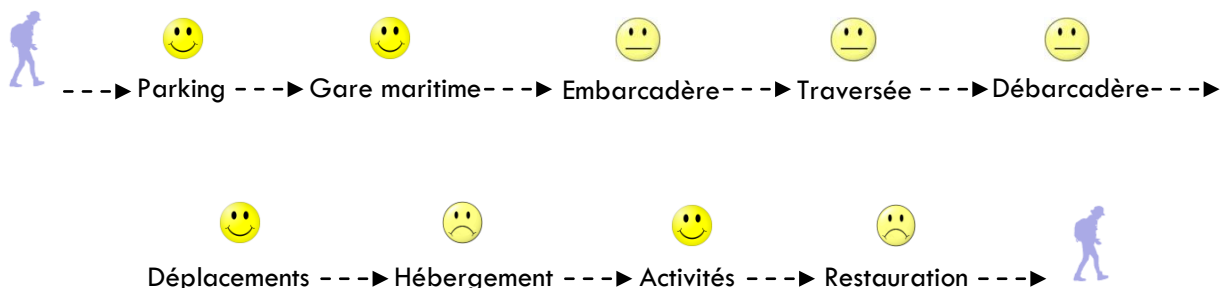 Parking Gare maritime Embarcadère Traversée Débarcadère
Déplacements Hébergement Activités Restauration